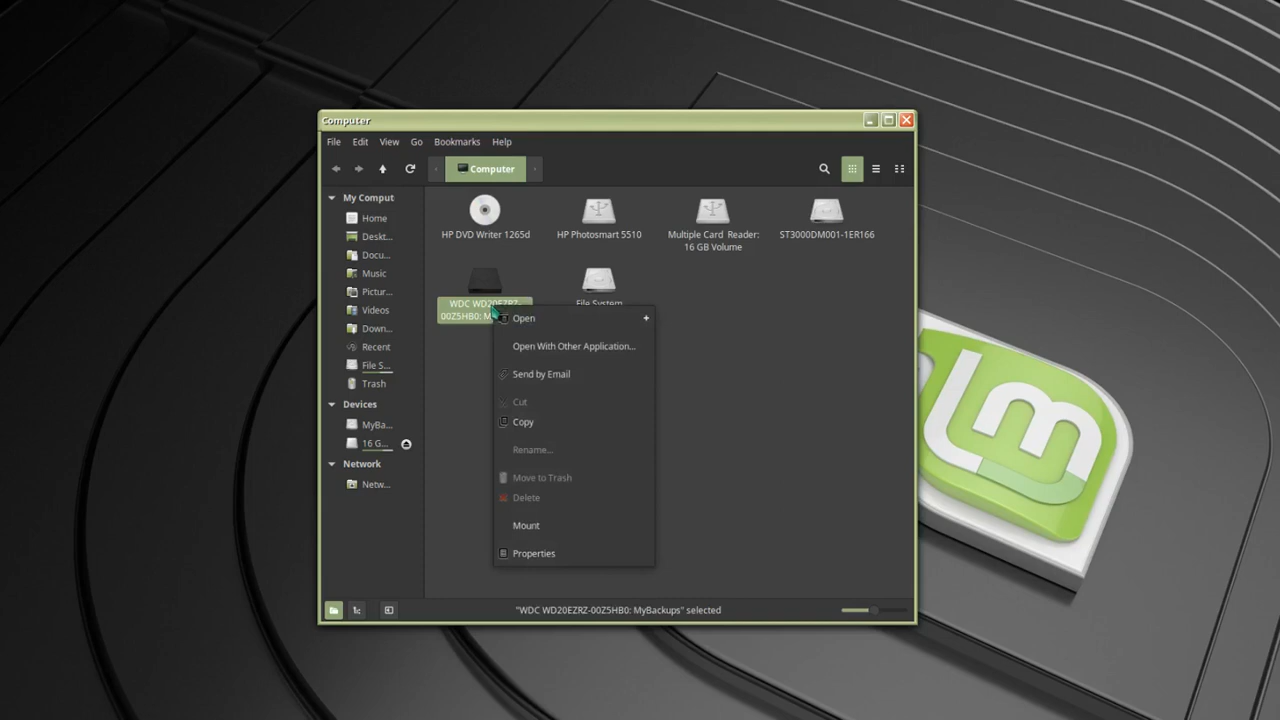 Computer
File Edit View Go Bookmarks Help
Computer
My Comput
Home
Deskt...
Docu...
Music
Pictur...
Videos
Down...
Recent
File S...
Trash
Devices
MyBa...
16 G...
Network
Netw...
HP DVD Writer 1265d
HP Photosmart 5510
Multiple Card Reader:
16 GB Volume
ST3000DM001-1ER166
WDC WD20EZRZ-
00Z5HB0: M
File System
Open
Open With Other Application...
Send by Email
Cut
Copy
Rename...
Move to Trash
Delete
Mount
Properties
"WDC WD20EZRZ-00Z5HB0: MyBackups" selected